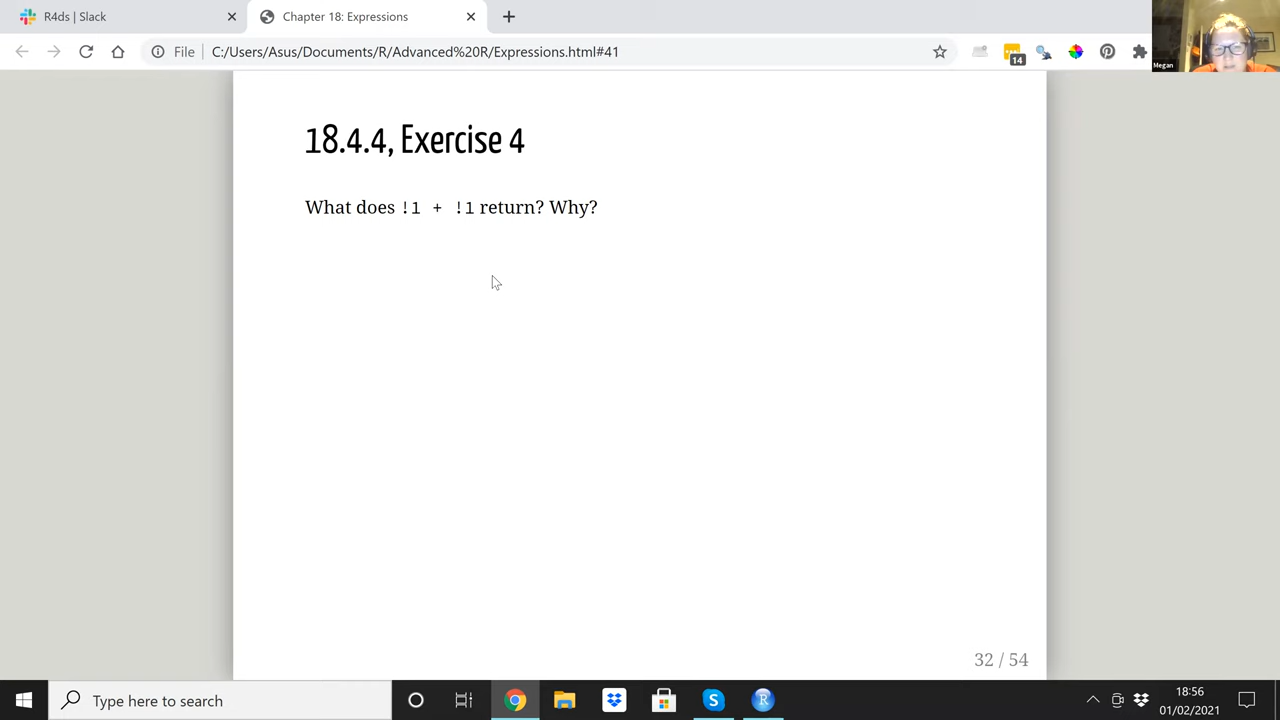 R4ds | Slack
Chapter 18: Expressions
File
C:/Users/Asus/Documents/R/Advanced%20R/Expressions.html#41
14
Megan
18.4.4, Exercise 4
What does !1 + !1 return? Why?
32 / 54
Type here to search
18:56
01/02/2021